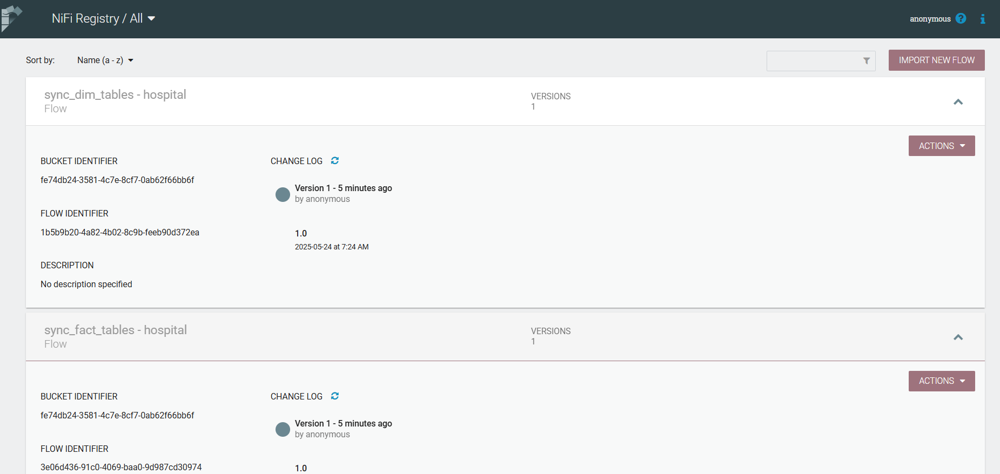 NiFi Registry / All
anonymous
Sort by:
Name (a - z)
IMPORT NEW FLOW
sync_dim_tables - hospital
Flow
VERSIONS
1
ACTIONS
BUCKET IDENTIFIER
fe74db24-3581-4c7e-8cf7-0ab62f66bb6f
FLOW IDENTIFIER
1b5b9b20-4a82-4b02-8c9b-feeb90d372ea
DESCRIPTION
No description specified
CHANGE LOG
Version 1 - 5 minutes ago
by anonymous
1.0
2025-05-24 at 7:24 AM
sync_fact_tables - hospital
Flow
VERSIONS
1
ACTIONS
BUCKET IDENTIFIER
fe74db24-3581-4c7e-8cf7-0ab62f66bb6f
FLOW IDENTIFIER
3e06d436-91c0-4069-baa0-9d987cd30974
CHANGE LOG
Version 1 - 5 minutes ago
by anonymous
1.0